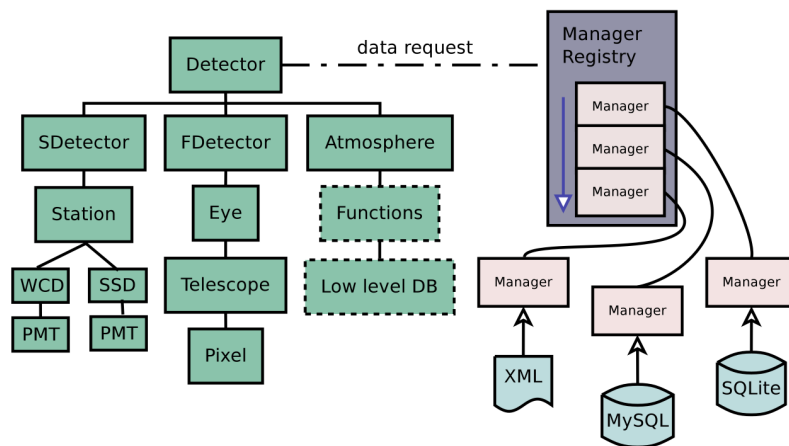 Detector
data request
Manager
Registry
Manager
Manager
Manager
SDetector
FDetector
Atmosphere
Station
Eye
Functions
WCD
SSD
Telescope
Low level DB
PMT
PMT
Pixel
Manager
Manager
Manager
XML
MySQL
SQLite